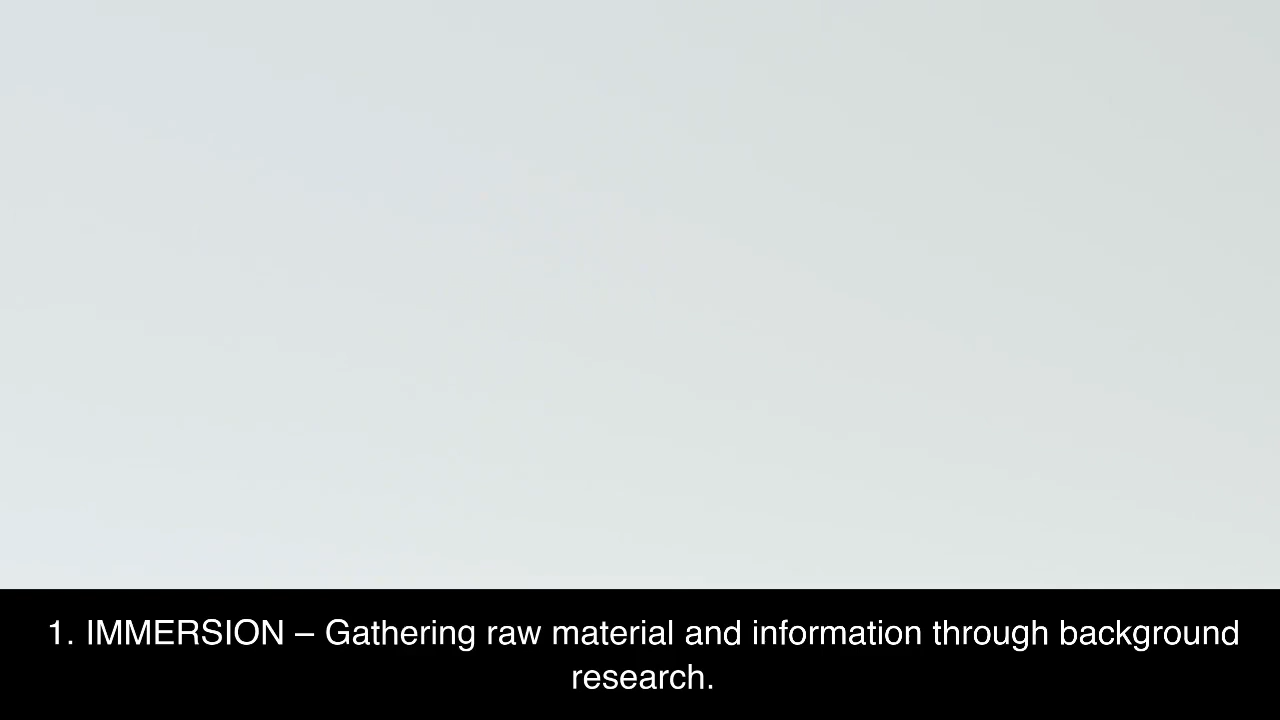 1. IMMERSION – Gathering raw material and information through background
research.